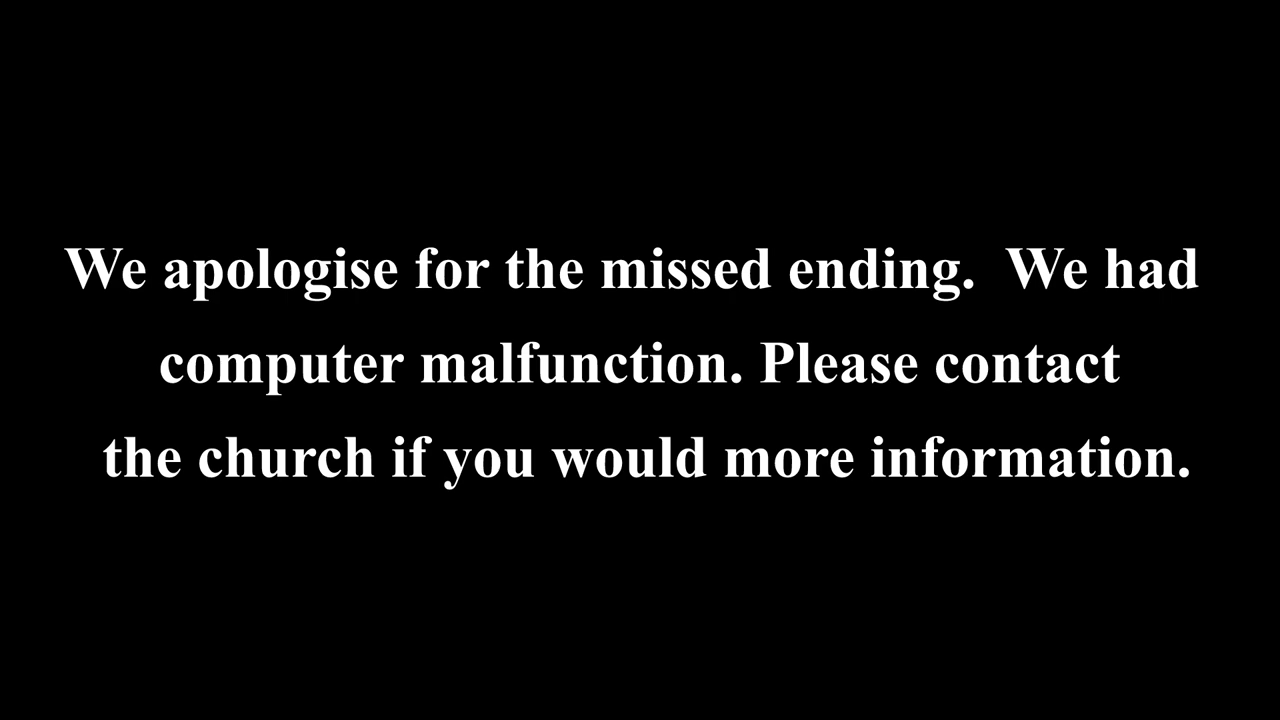 We apologise for the missed ending.  We had
computer malfunction. Please contact
the church if you would more information.